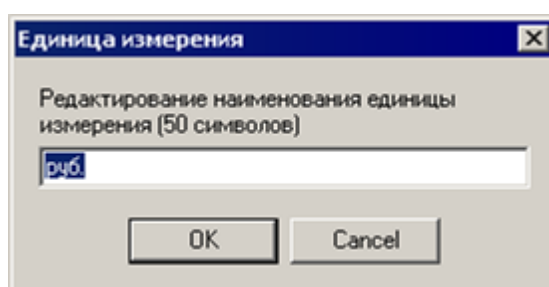 Единица измерения
Редактирование наименования единицы
измерения (50 символов)
руб.
OK Cancel